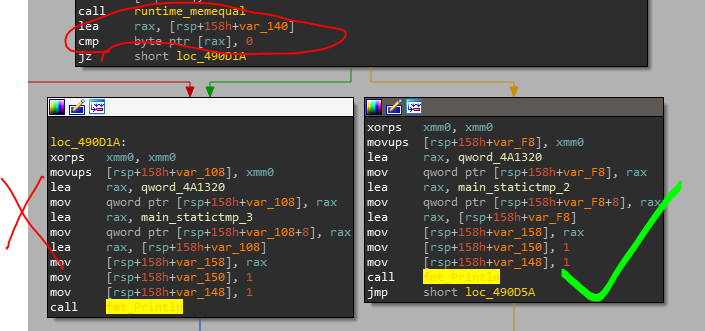 call runtime_memequal
lea rax, [rsp+158h+var_140]
cmp byte ptr [rax], 0
jz short loc_490D1A
loc_490D1A:
xorps xmm0, xmm0
movups [rsp+158h+var_108], xmm0
lea rax, qword_4A1320
mov qword ptr [rsp+158h+var_108], rax
lea rax, main_statictmp_3
mov qword ptr [rsp+158h+var_108+8], rax
lea rax, [rsp+158h+var_108]
mov [rsp+158h+var_158], rax
mov [rsp+158h+var_150], 1
mov [rsp+158h+var_148], 1
call fmt_Println
xorps xmm0, xmm0
movups [rsp+158h+var_F8], xmm0
lea rax, qword_4A1320
mov qword ptr [rsp+158h+var_F8], rax
lea rax, main_statictmp_2
mov qword ptr [rsp+158h+var_F8+8], rax
lea rax, [rsp+158h+var_F8]
mov [rsp+158h+var_158], rax
mov [rsp+158h+var_150], 1
mov [rsp+158h+var_148], 1
call fmt_Println
jmp short loc_490D5A